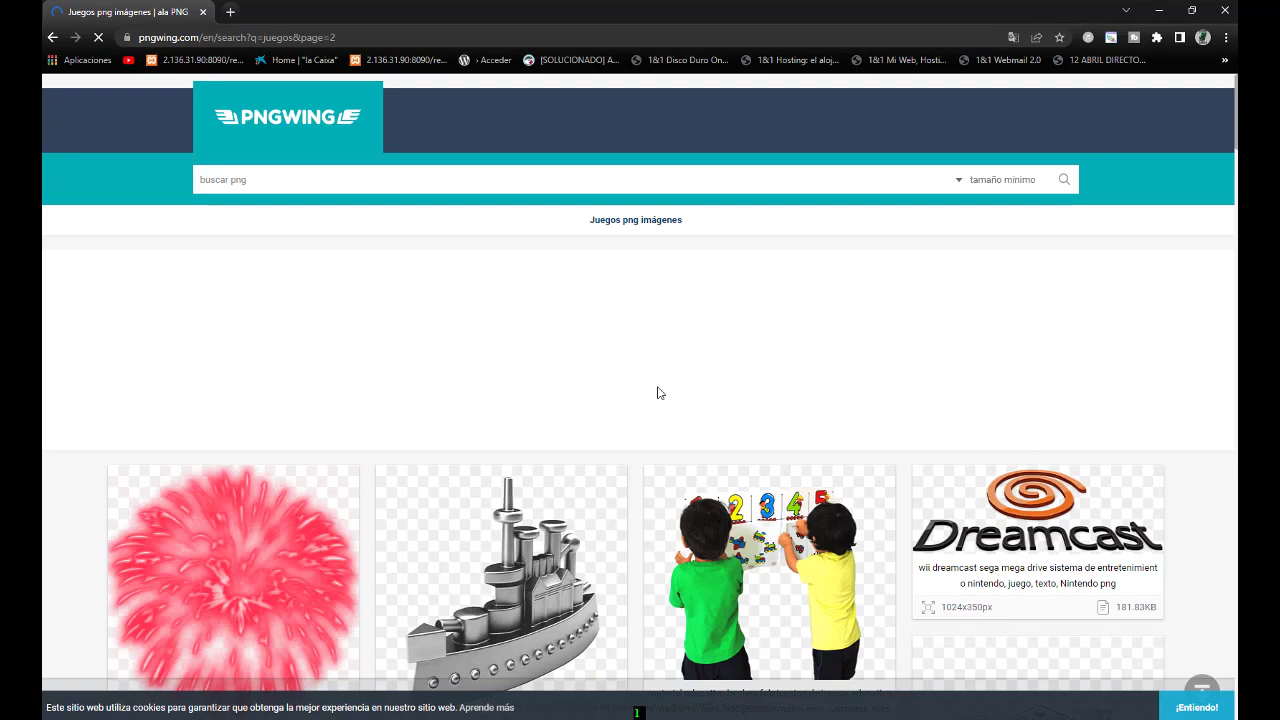 Juegos png imágenes | ala PNG
pngwing.com/en/search?q=juegos&page=2
Aplicaciones
2.136.31.90:8090/re...
Home | "la Caixa"
2.136.31.90:8090/re...
› Acceder
[SOLUCIONADO] A...
1&1 Disco Duro On...
1&1 Hosting: el aloj...
1&1 Mi Web, Hosti...
1&1 Webmail 2.0
12 ABRIL DIRECTO...
»
PNGWING
buscar png
tamaño mínimo
Juegos png imágenes
2 3 4 5
Dreamcast
wii dreamcast sega mega drive sistema de entretenimient
o nintendo, juego, texto, Nintendo png
1024x350px
181.83KB
Este sitio web utiliza cookies para garantizar que obtenga la mejor experiencia en nuestro sitio web. Aprende más
1
¡Entiendo!